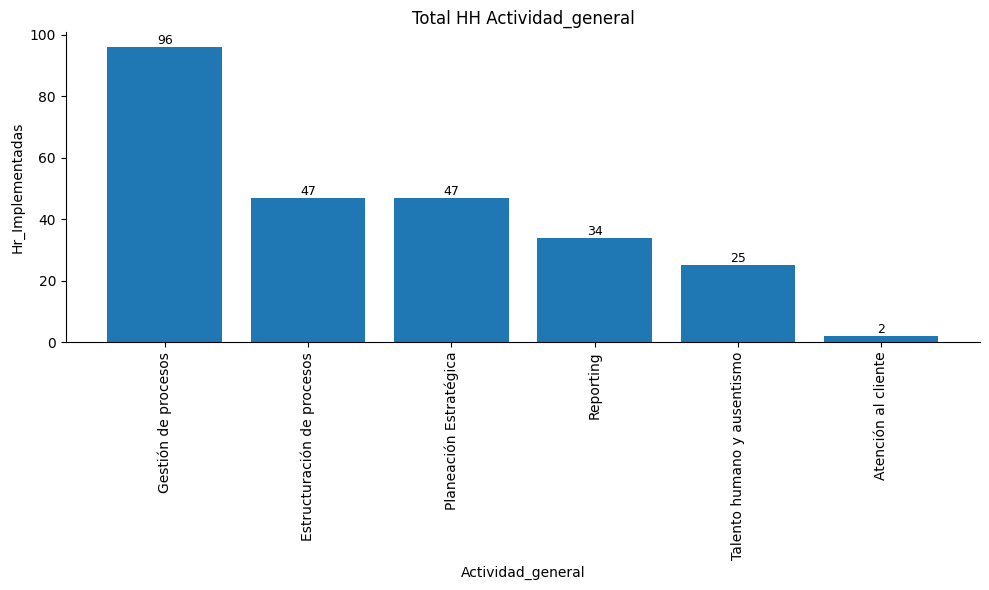 Total HH Actividad_general
Hr_Implementadas
100
80
60
40
20
0
96
47
47
34
25
2
Gestión de procesos
Estructuración de procesos
Planeación Estratégica
Reporting
Talento humano y ausentismo
Atención al cliente
Actividad_general